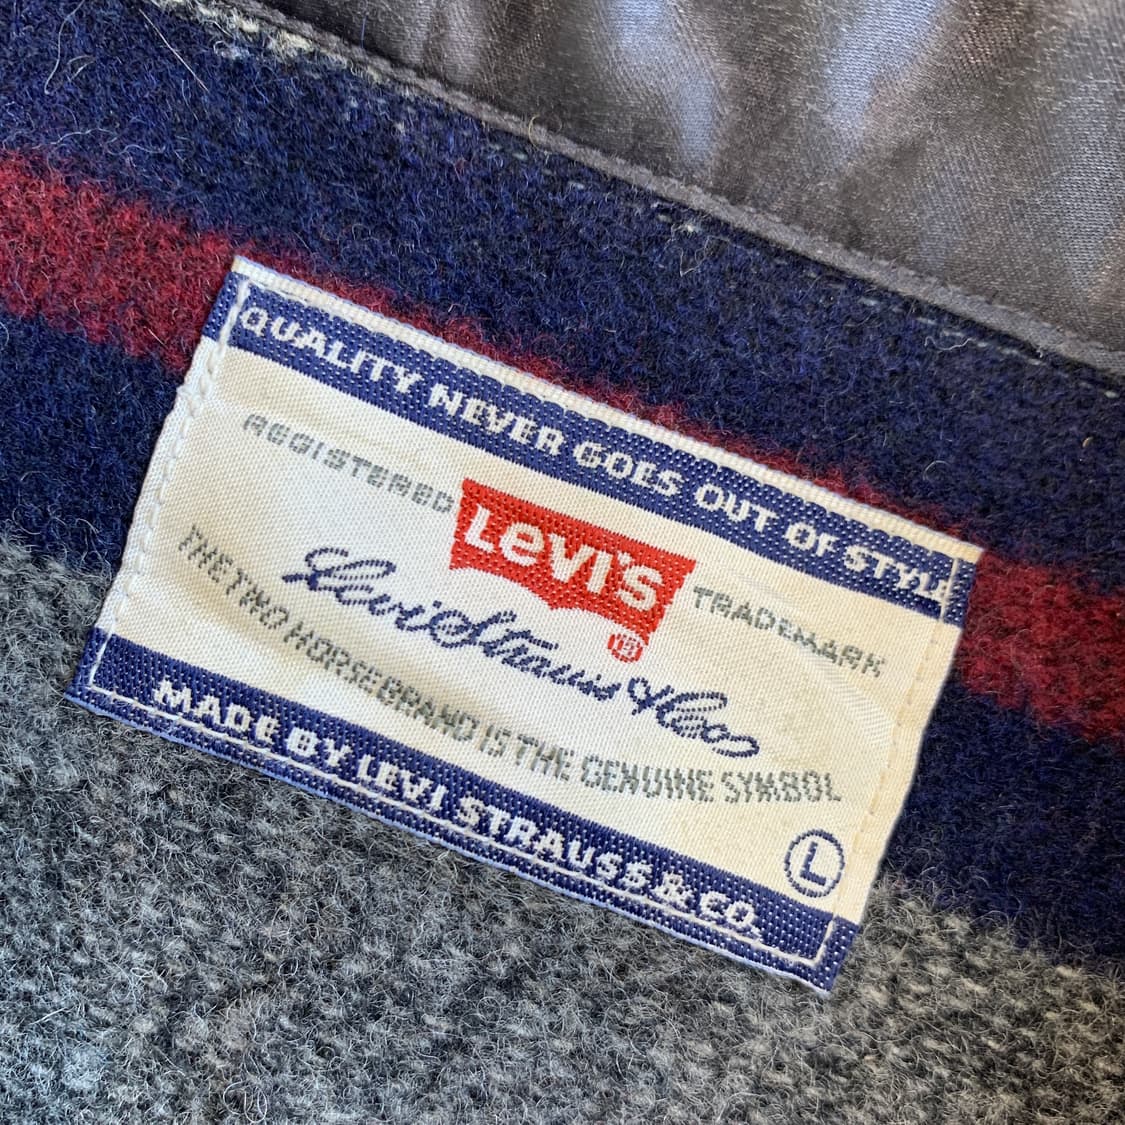 QUALITY NEVER GOES OUT OF STYLE
REGISTERED LEVI'S ® TRADEMARK
Levi Strauss & Co
THE TWO HORSE BRAND IS THE GENUINE SYMBOL
L
MADE BY LEVI STRAUSS & CO.